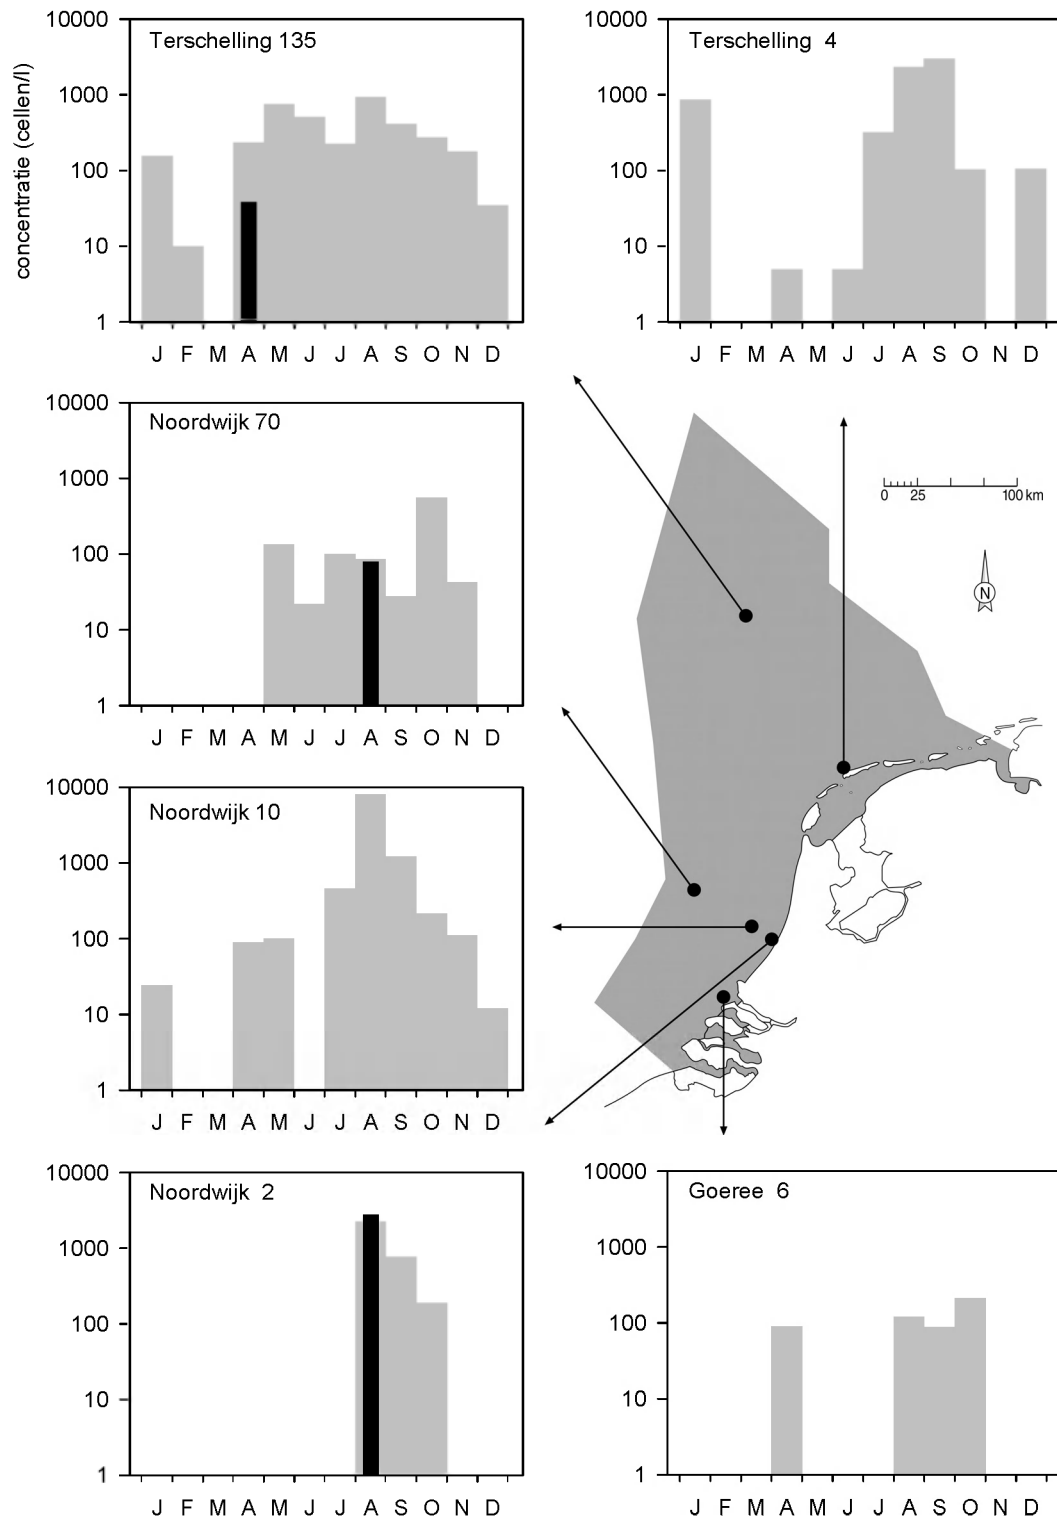 concentratie (cellen/l)
Terschelling 135
10000
1000
100
10
1
J F M A M J J A S O N D
Terschelling 4
10000
1000
100
10
1
J F M A M J J A S O N D
Noordwijk 70
10000
1000
100
10
1
J F M A M J J A S O N D
0 25 100 km
N
Noordwijk 10
10000
1000
100
10
1
J F M A M J J A S O N D
Noordwijk 2
10000
1000
100
10
1
J F M A M J J A S O N D
Goeree 6
10000
1000
100
10
1
J F M A M J J A S O N D